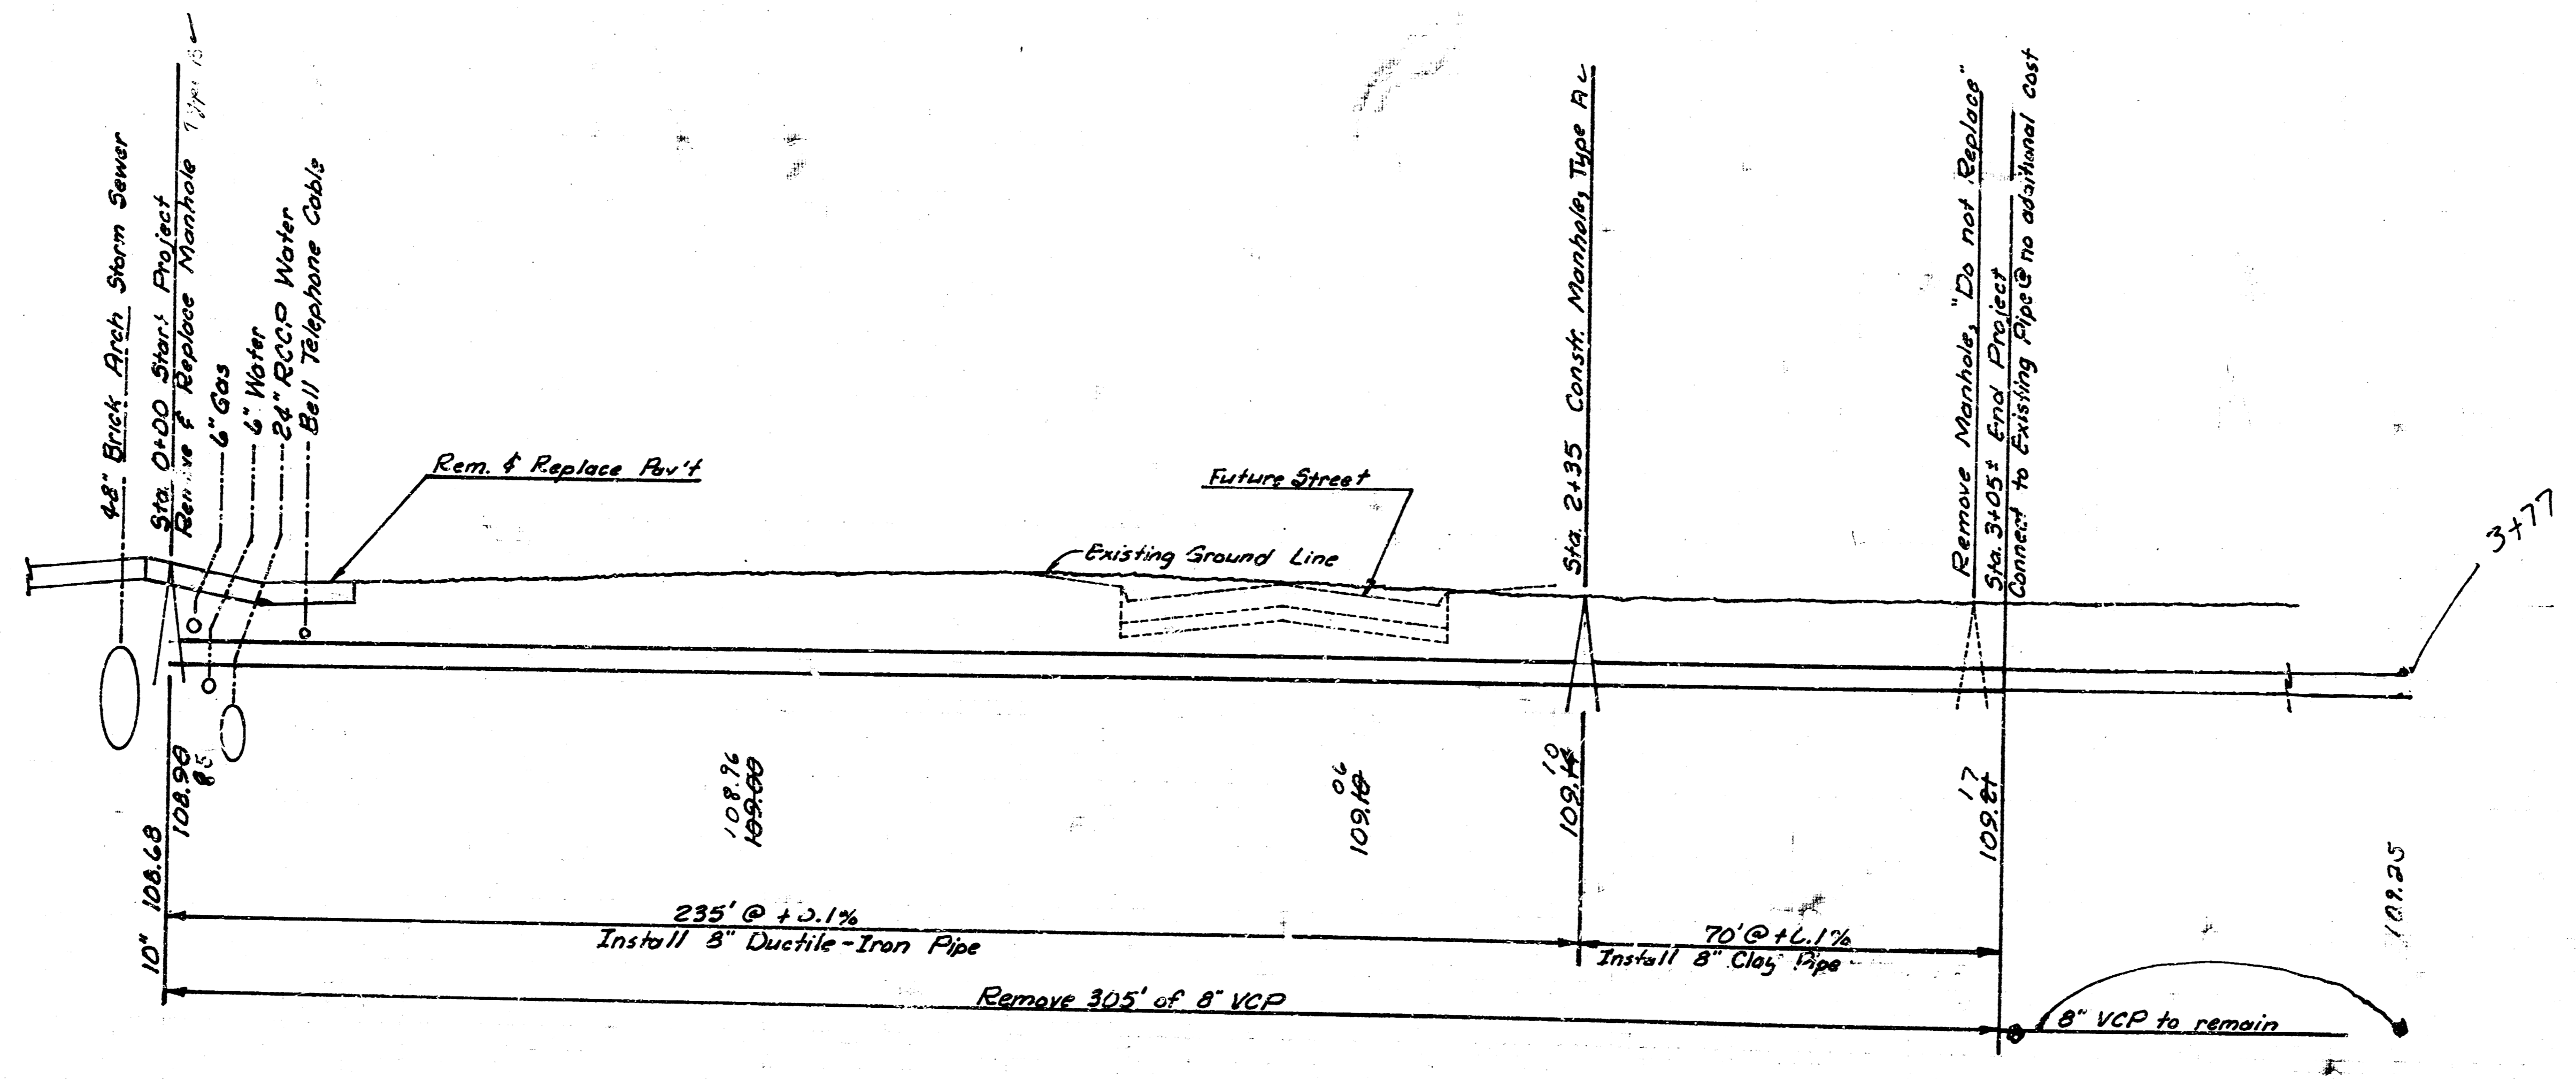 48" Brick Arch Storm Sewer
Sta. 0+00 Start Project
Remove & Replace Manhole Type B
6" Gas
6" Water
24" RCCP Water
Bell Telephone Cable
Rem. & Replace Pav't
Existing Ground Line
Future Street
Sta. 2+35 Constr. Manhole, Type A
Remove Manhole, "Do not Replace"
Sta. 3+05± End Project
Connect to Existing Pipe @ no additional cost
3+77
10" 108.68
108.90
85
108.96
109.00
06
109.10
10
109.14
17
109.21
109.25
235' @ +0.1%
Install 8" Ductile-Iron Pipe
70' @ +0.1%
Install 8" Clay Pipe
Remove 305' of 8" VCP
8" VCP to remain